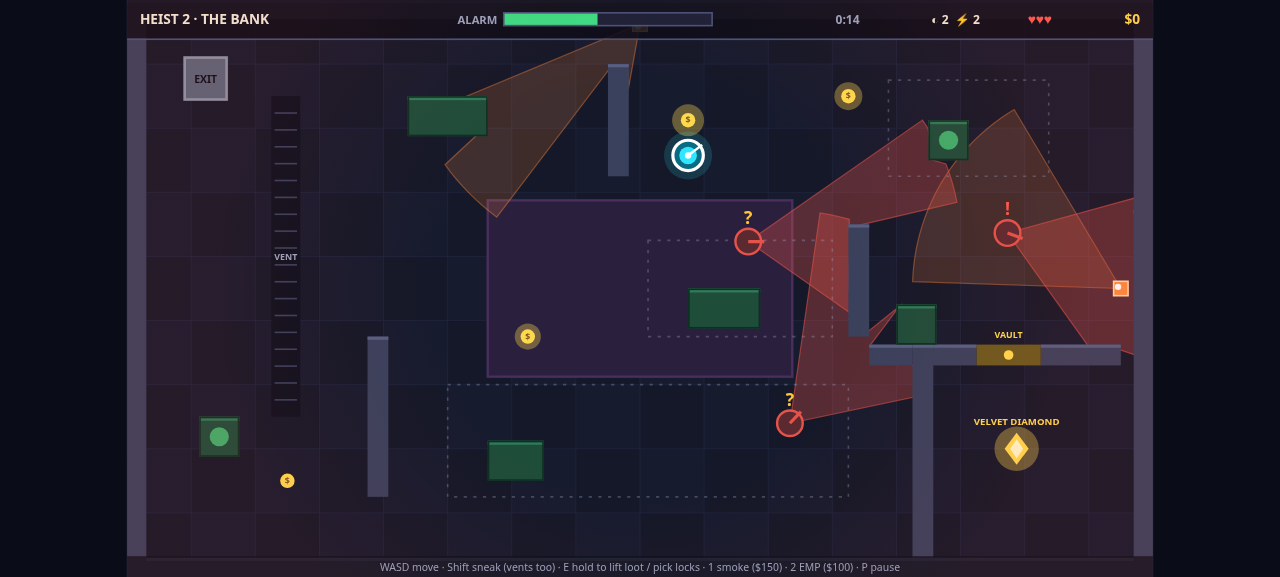 HEIST 2 · THE BANK
ALARM
0:14
2 ⚡ 2
♥♥♥
$0
EXIT
$
$
?
!
VENT
$
VAULT
?
VELVET DIAMOND
$
WASD move · Shift sneak (vents too) · E hold to lift loot / pick locks · 1 smoke ($150) · 2 EMP ($100) · P pause